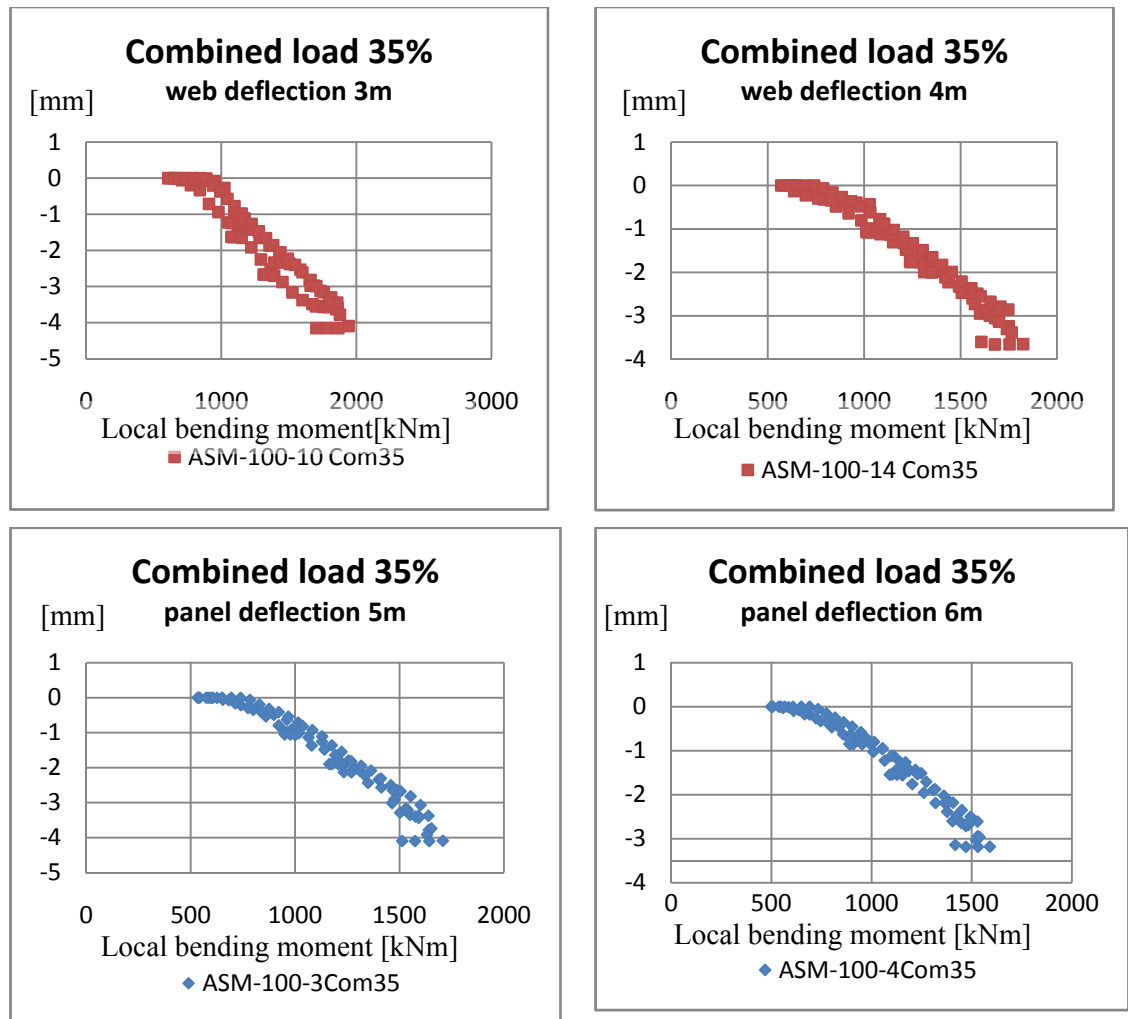 Combined load 35%
web deflection 3m
[mm]
1
0
-1
-2
-3
-4
-5
0 1000 2000 3000
Local bending moment[kNm]
ASM-100-10 Com35
Combined load 35%
web deflection 4m
[mm]
1
0
-1
-2
-3
-4
0 500 1000 1500 2000
Local bending moment [kNm]
ASM-100-14 Com35
Combined load 35%
panel deflection 5m
[mm]
1
0
-1
-2
-3
-4
-5
0 500 1000 1500 2000
Local bending moment [kNm]
ASM-100-3Com35
Combined load 35%
panel deflection 6m
[mm]
1
0
-1
-2
-3
-4
0 500 1000 1500 2000
Local bending moment [kNm]
ASM-100-4Com35